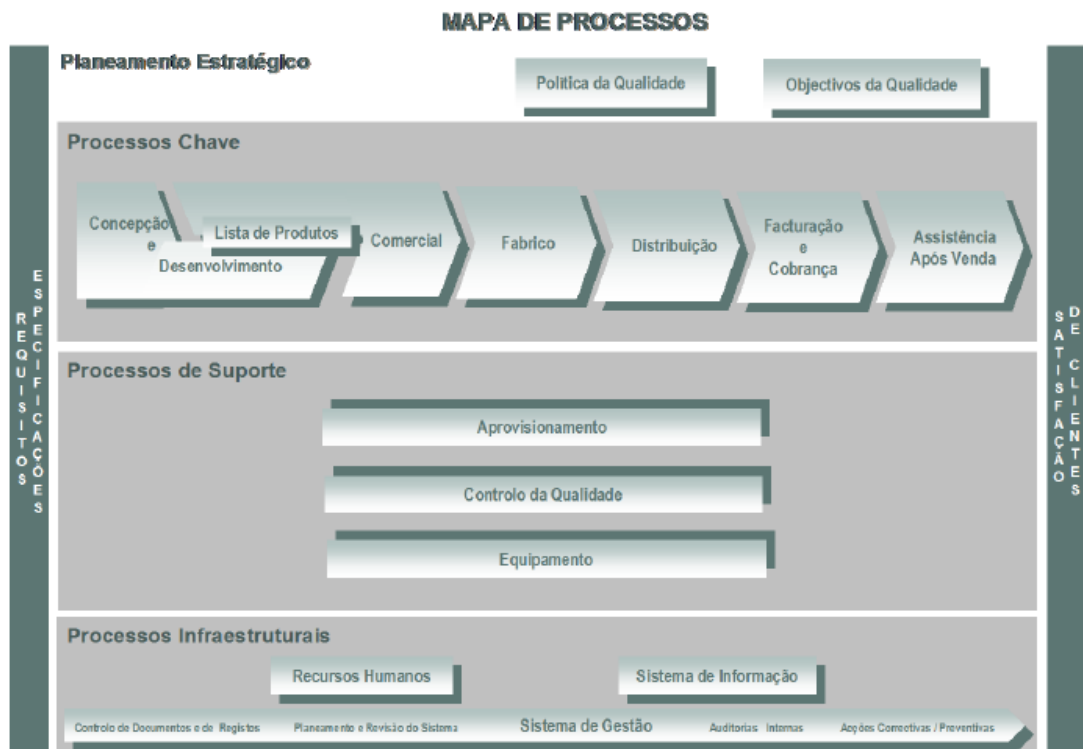 MAPA DE PROCESSOS
Planeamento Estratégico
Política da Qualidade
Objectivos da Qualidade
Processos Chave
Concepção
e
Desenvolvimento
Lista de Produtos
Comercial
Fabrico
Distribuição
Facturação
e
Cobrança
Assistência
Após Venda
REQUISITOS
ESPECIFICAÇÕES
SATISFAÇÃO
DE CLIENTES
Processos de Suporte
Aprovisionamento
Controlo da Qualidade
Equipamento
Processos Infraestruturais
Recursos Humanos
Sistema de Informação
Controlo de Documentos e de Registos
Planeamento e Revisão do Sistema
Sistema de Gestão
Auditorias Internas
Acções Correctivas / Preventivas